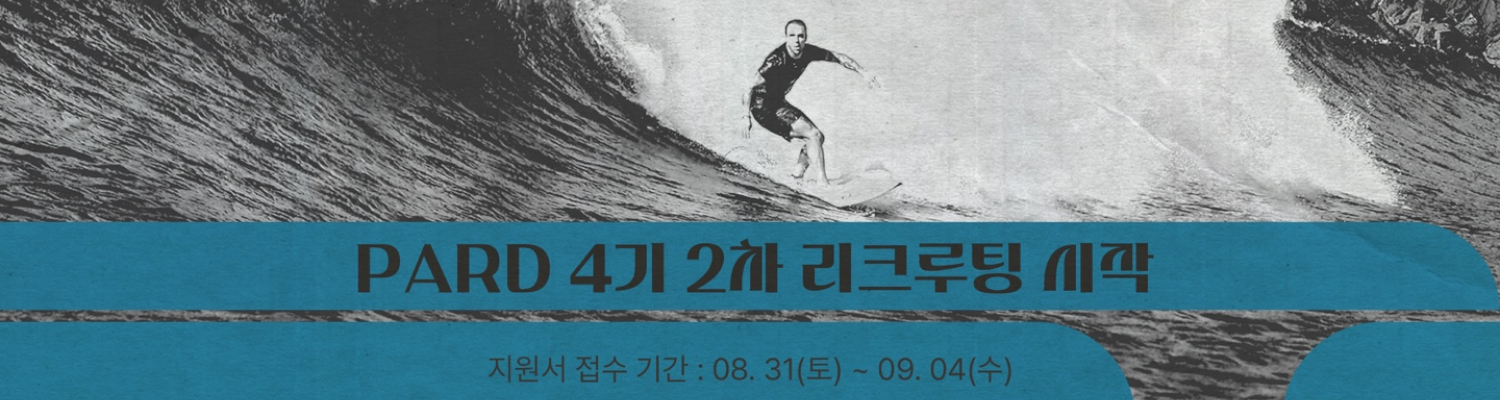 PARD 4기 2차 리크루팅 시작
지원서 접수 기간 : 08. 31(토) ~ 09. 04(수)